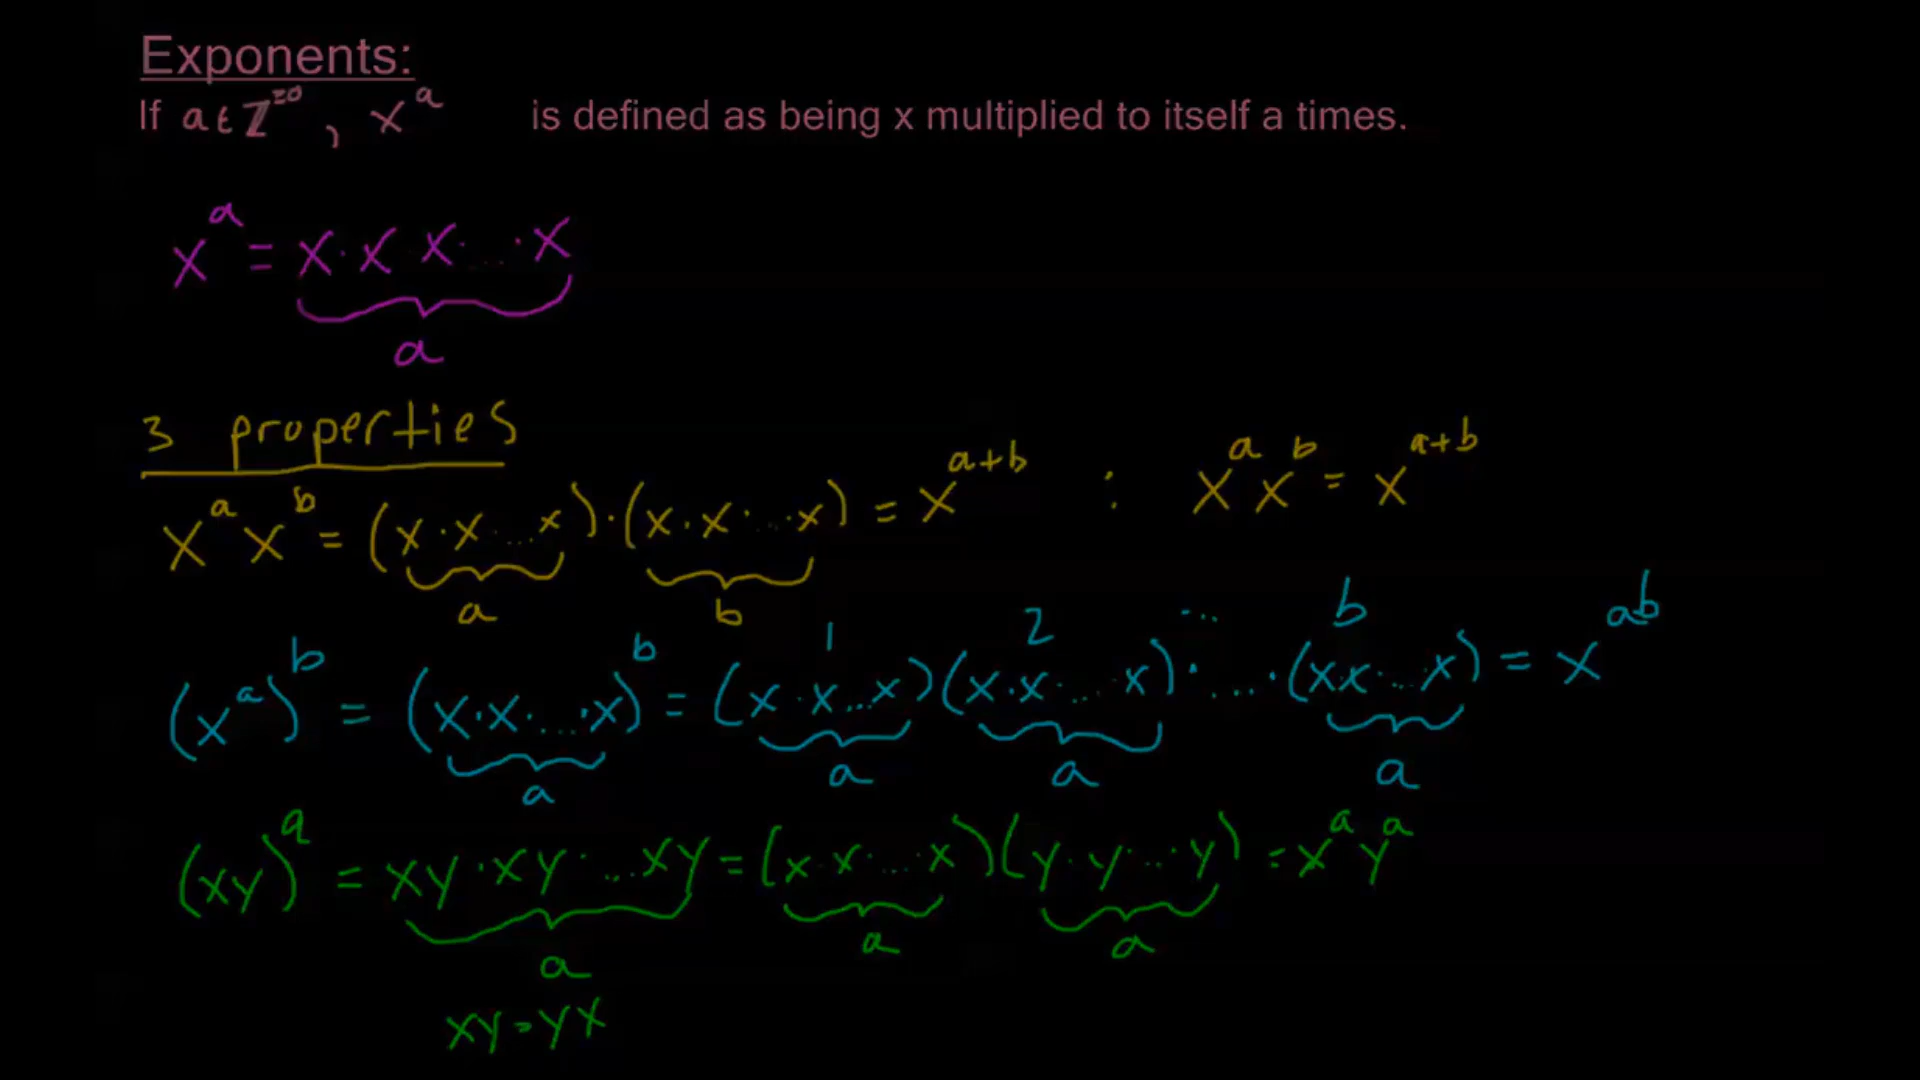 Exponents:
If a ∈ ℤ^≥0, x^a is defined as being x multiplied to itself a times.
x^a = x · x x · ... · x
a
3 properties
x^a x^b = (x · x · ... x) · (x · x · ... · x) = x^(a+b) : x^a x^b = x^(a+b)
a b
1 2 ... b
(x^a)^b = (x · x · ... · x)^b = (x · x ... x)(x · x · ... · x) · ... · (x x · ... x) = x^(ab)
a a a a
(xy)^a = xy · xy · ... xy = (x · x · ... x)(y · y · ... · y) = x^a y^a
a a a
xy = yx